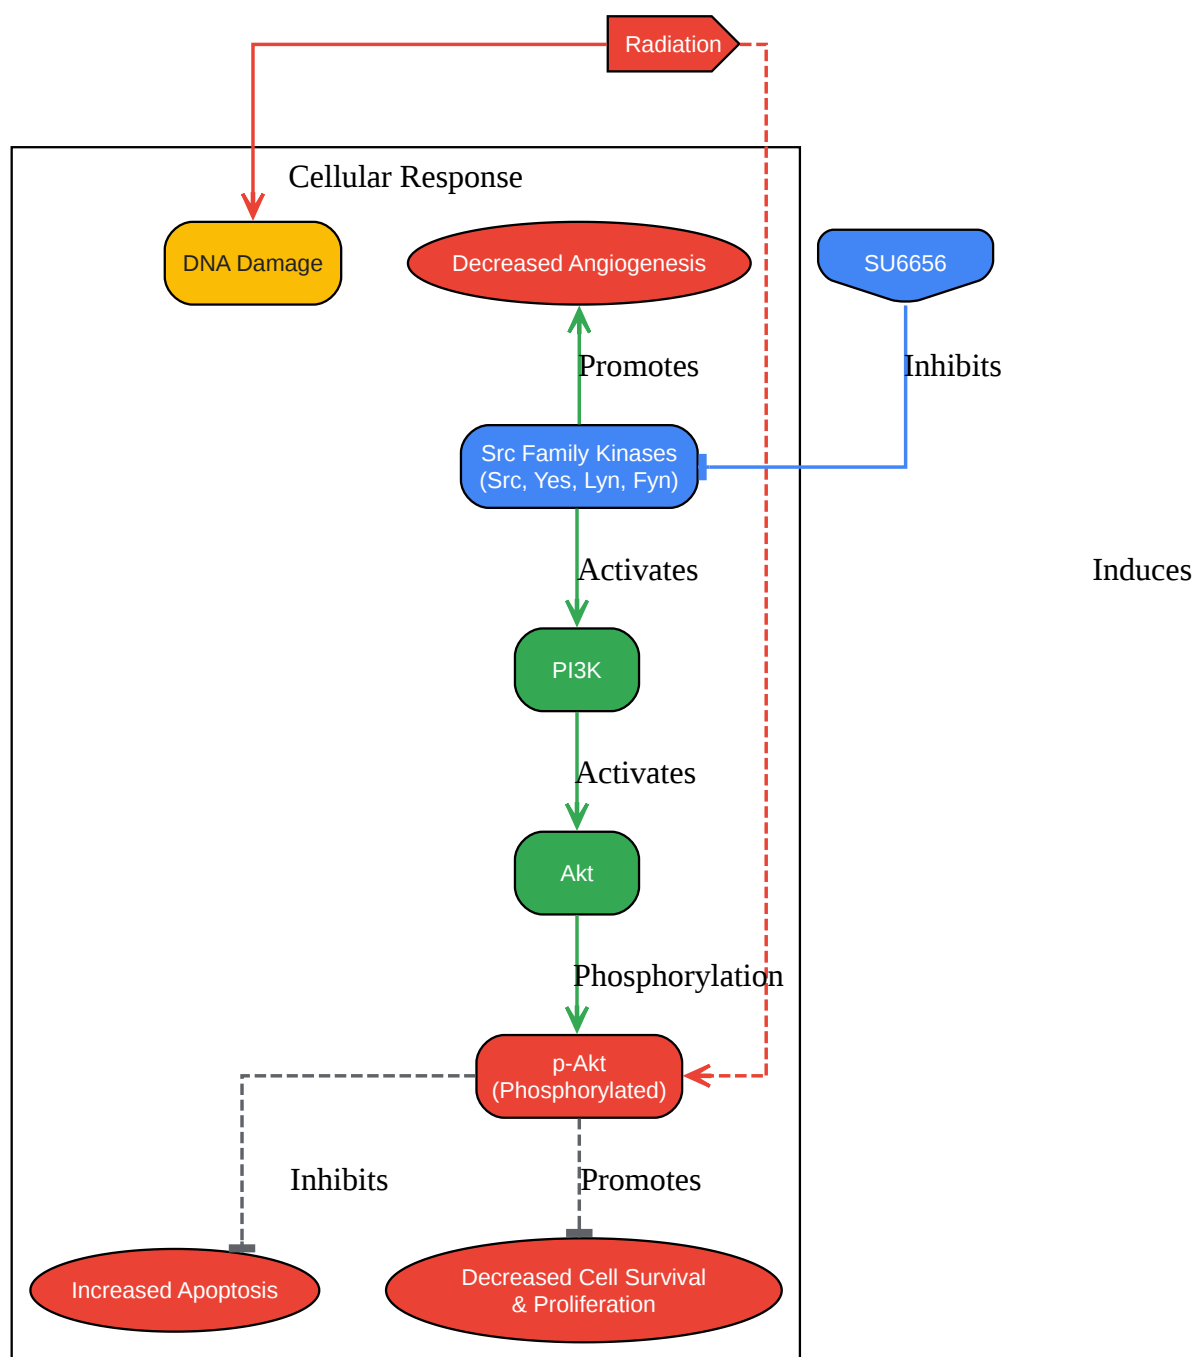 Radiation
Cellular Response
DNA Damage
Decreased Angiogenesis
SU6656
Promotes
Inhibits
Src Family Kinases
(Src, Yes, Lyn, Fyn)
Activates
Induces
PI3K
Activates
Akt
Phosphorylation
p-Akt
(Phosphorylated)
Inhibits
Promotes
Increased Apoptosis
Decreased Cell Survival
& Proliferation